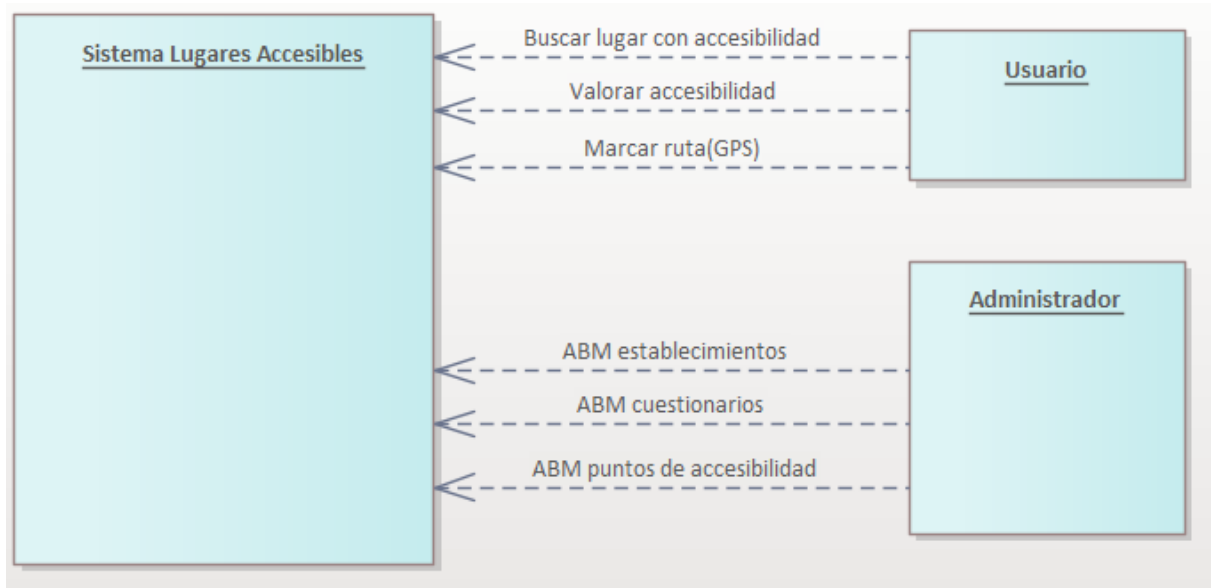 Sistema Lugares Accesibles
Buscar lugar con accesibilidad
Valorar accesibilidad
Marcar ruta(GPS)
Usuario
ABM establecimientos
ABM cuestionarios
ABM puntos de accesibilidad
Administrador